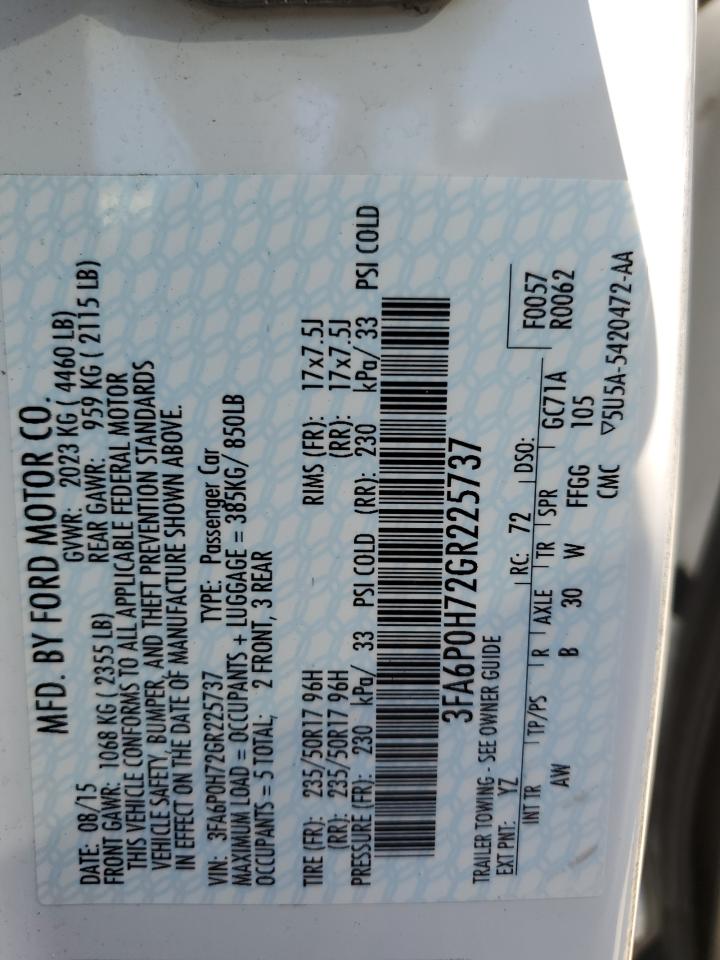 MFD. BY FORD MOTOR CO.
DATE: 08/15 GVWR: 2023 KG ( 4460 LB)
FRONT GAWR: 1068 KG ( 2355 LB) REAR GAWR: 959 KG ( 2115 LB)
THIS VEHICLE CONFORMS TO ALL APPLICABLE FEDERAL MOTOR
VEHICLE SAFETY, BUMPER, AND THEFT PREVENTION STANDARDS
IN EFFECT ON THE DATE OF MANUFACTURE SHOWN ABOVE.
VIN: 3FA6P0H72GR225737 TYPE: Passenger Car
MAXIMUM LOAD = OCCUPANTS + LUGGAGE = 385KG/ 850LB
OCCUPANTS = 5 TOTAL; 2 FRONT, 3 REAR
TIRE (FR): 235/50R17 96H RIMS (FR): 17x7.5J
(RR): 235/50R17 96H (RR): 17x7.5J
PRESSURE (FR): 230 kPa/ 33 PSI COLD (RR): 230 kPa/ 33 PSI COLD
3FA6P0H72GR225737
TRAILER TOWING - SEE OWNER GUIDE
EXT PNT: YZ RC: 72 DSO: F0057
R0062
INT TR TP/PS R AXLE TR SPR GC71A
AW B 30 W FFGG 105
CMC ▽5U5A-5420472-AA